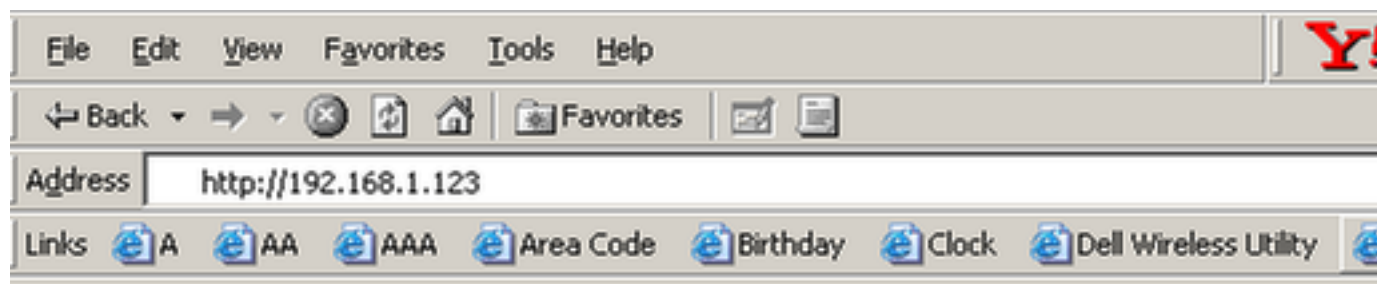 File Edit View Favorites Tools Help Y!
Back Favorites
Address http://192.168.1.123
Links A AA AAA Area Code Birthday Clock Dell Wireless Utility